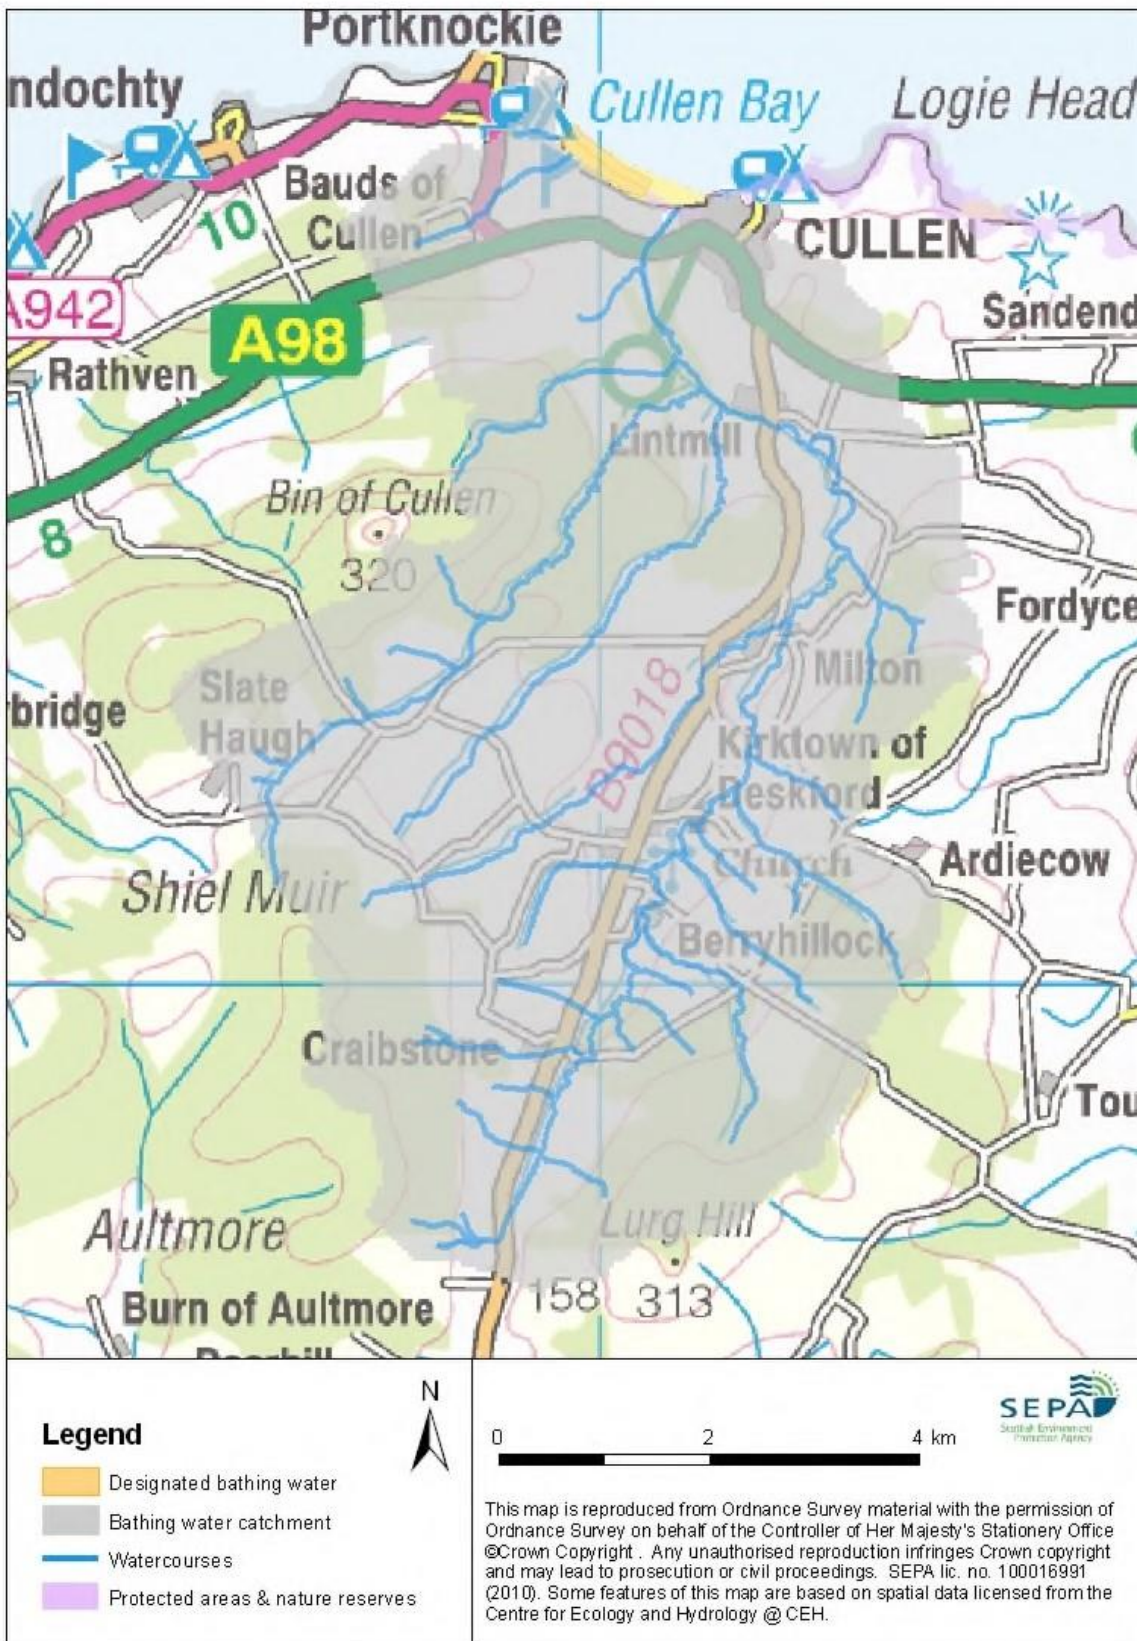 Portknockie
ndochty
Cullen Bay
Logie Head
Bauds of
Cullen
10
CULLEN
A942
A98
Sandend
Rathven
Lintmill
Bin of Cullen
8
320
Fordyce
Slate
Haugh
Milton
rbridge
B9018
Kirktown of
Deskford
Church
Ardiecow
Shiel Muir
Berryhillock
Craibstone
Tou
Aultmore
Lurg Hill
158
313
Burn of Aultmore
N
Legend
Designated bathing water
Bathing water catchment
Watercourses
Protected areas & nature reserves
0 2 4 km
SEPA
Scottish Environment
Protection Agency
This map is reproduced from Ordnance Survey material with the permission of
Ordnance Survey on behalf of the Controller of Her Majesty's Stationery Office
©Crown Copyright . Any unauthorised reproduction infringes Crown copyright
and may lead to prosecution or civil proceedings. SEPA lic. no. 100016991
(2010). Some features of this map are based on spatial data licensed from the
Centre for Ecology and Hydrology @ CEH.